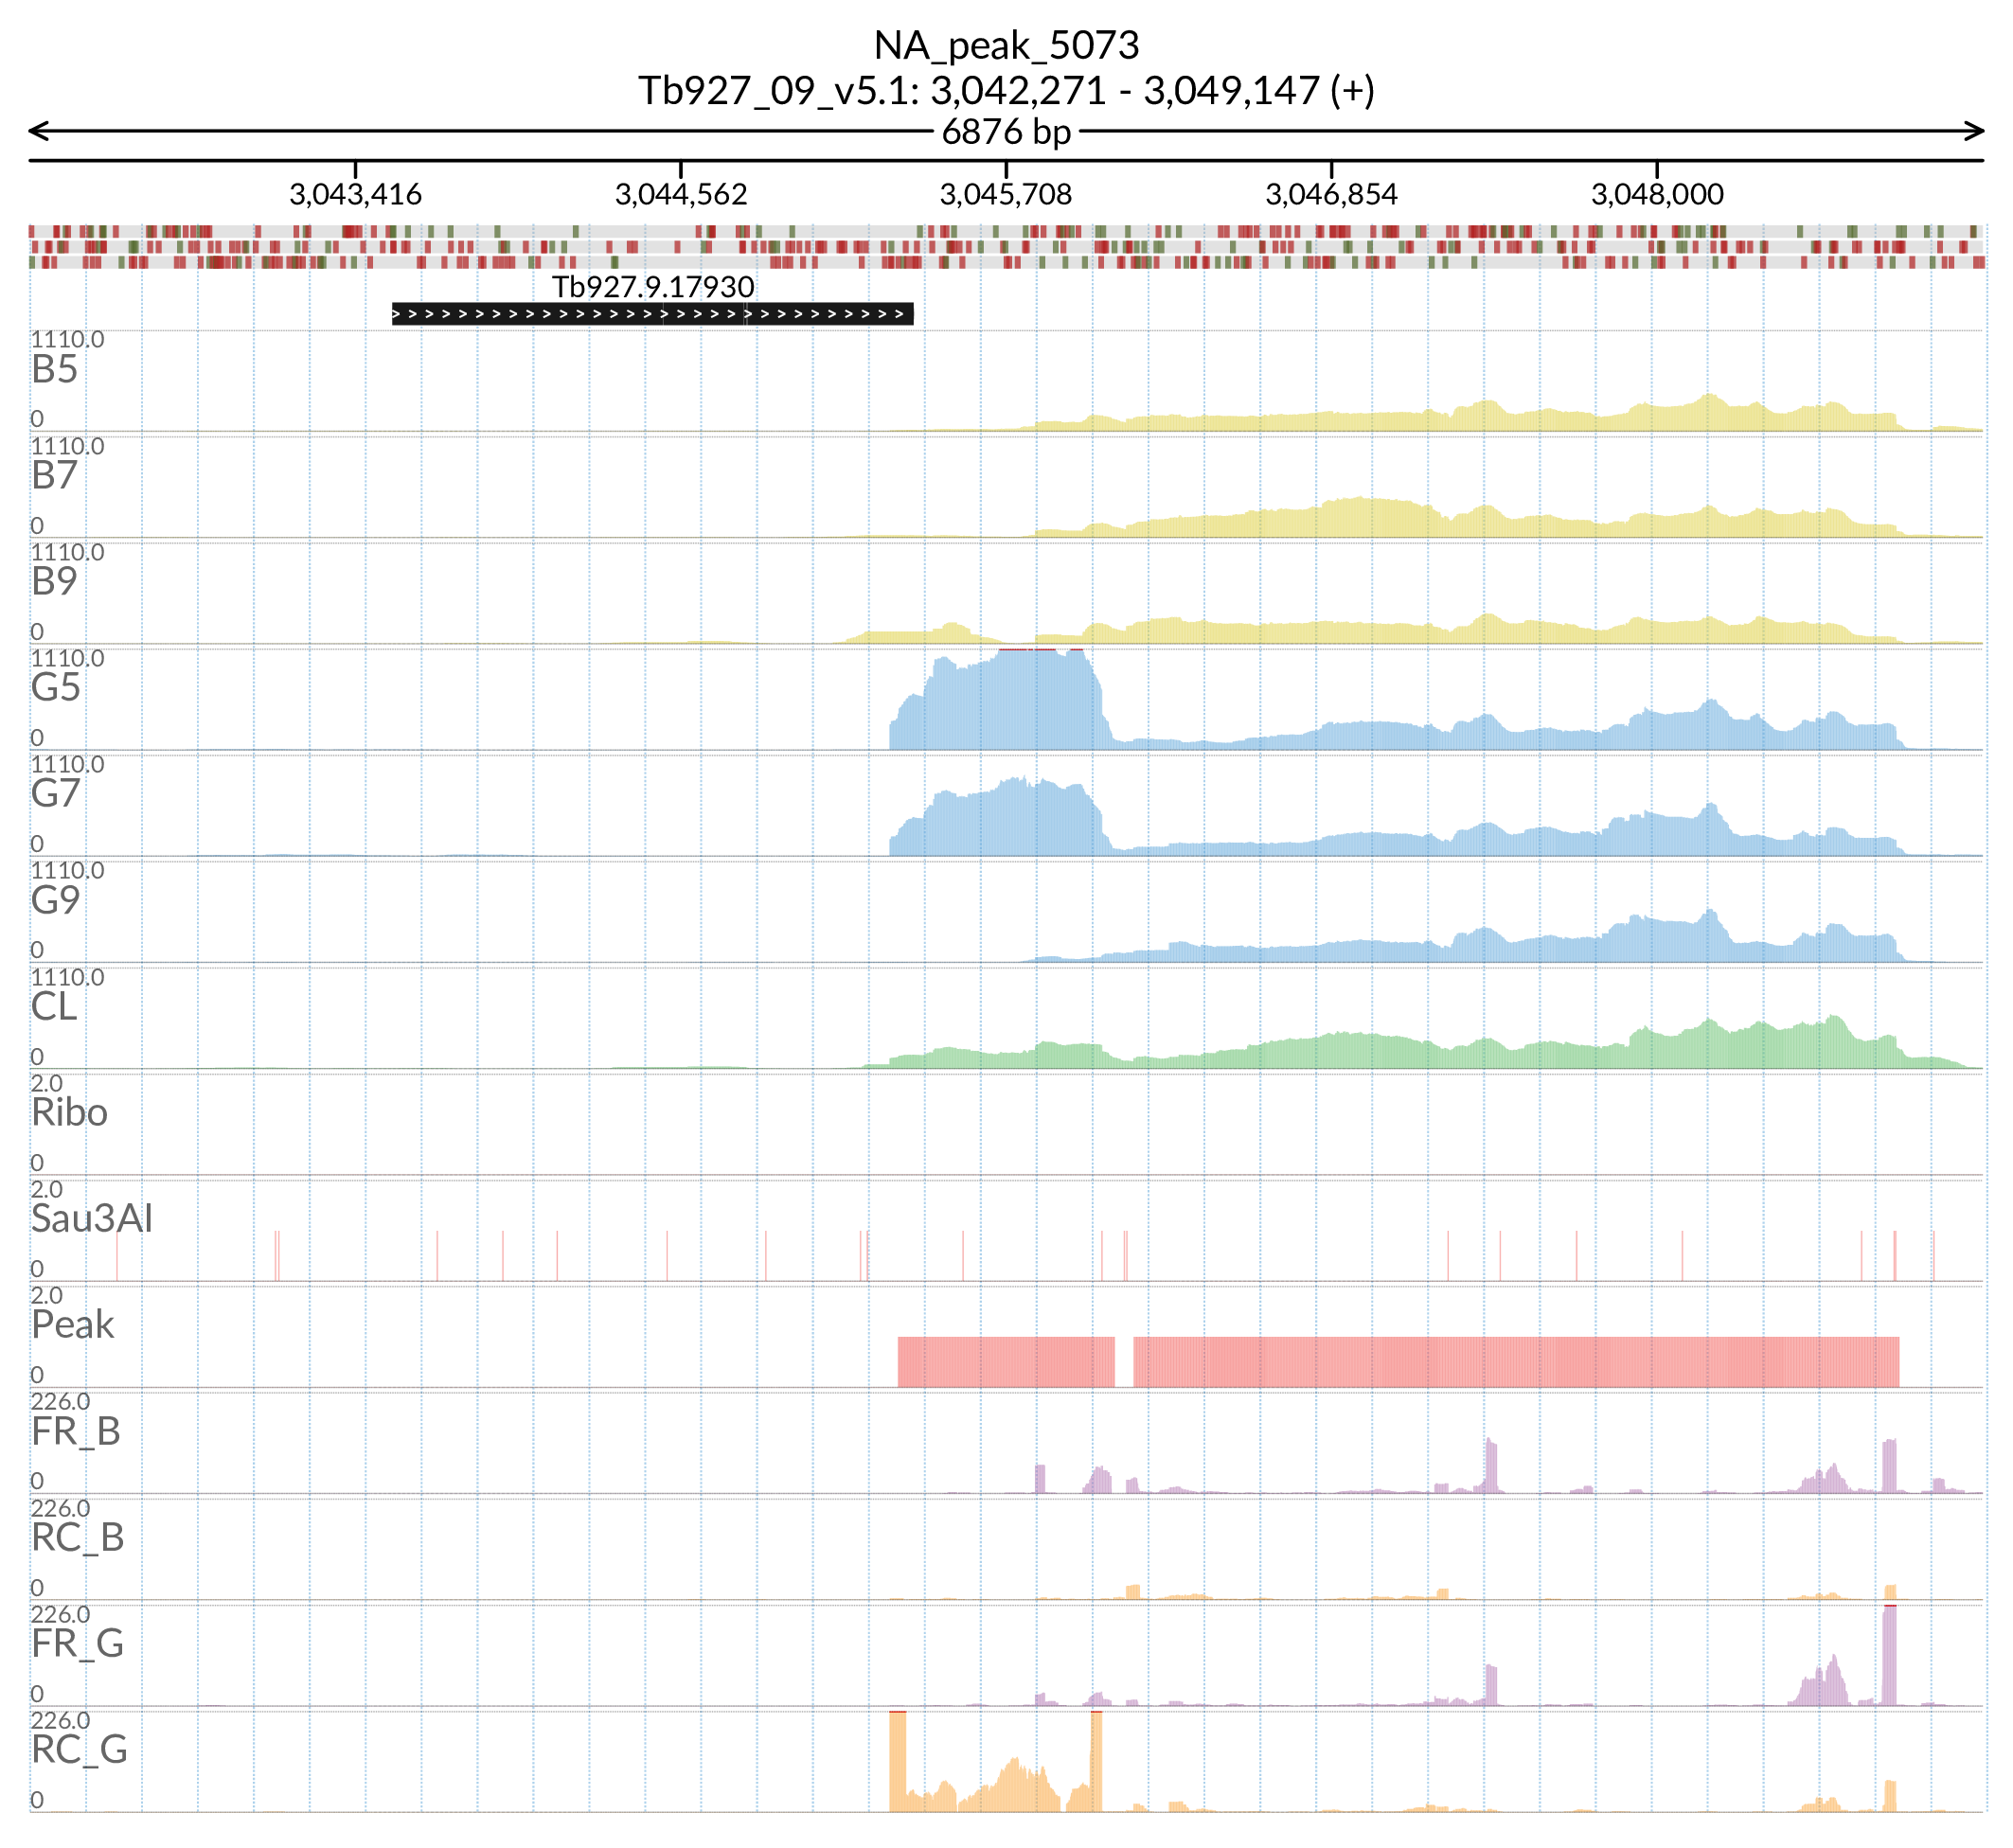 NA_peak_5073
Tb927_09_v5.1: 3,042,271 - 3,049,147 (+)
6876 bp
3,043,416 3,044,562 3,045,708 3,046,854 3,048,000
Tb927.9.17930
1110.0
B5
0
1110.0
B7
0
1110.0
B9
0
1110.0
G5
0
1110.0
G7
0
1110.0
G9
0
1110.0
CL
0
2.0
Ribo
0
2.0
Sau3AI
0
2.0
Peak
0
226.0
FR_B
0
226.0
RC_B
0
226.0
FR_G
0
226.0
RC_G
0